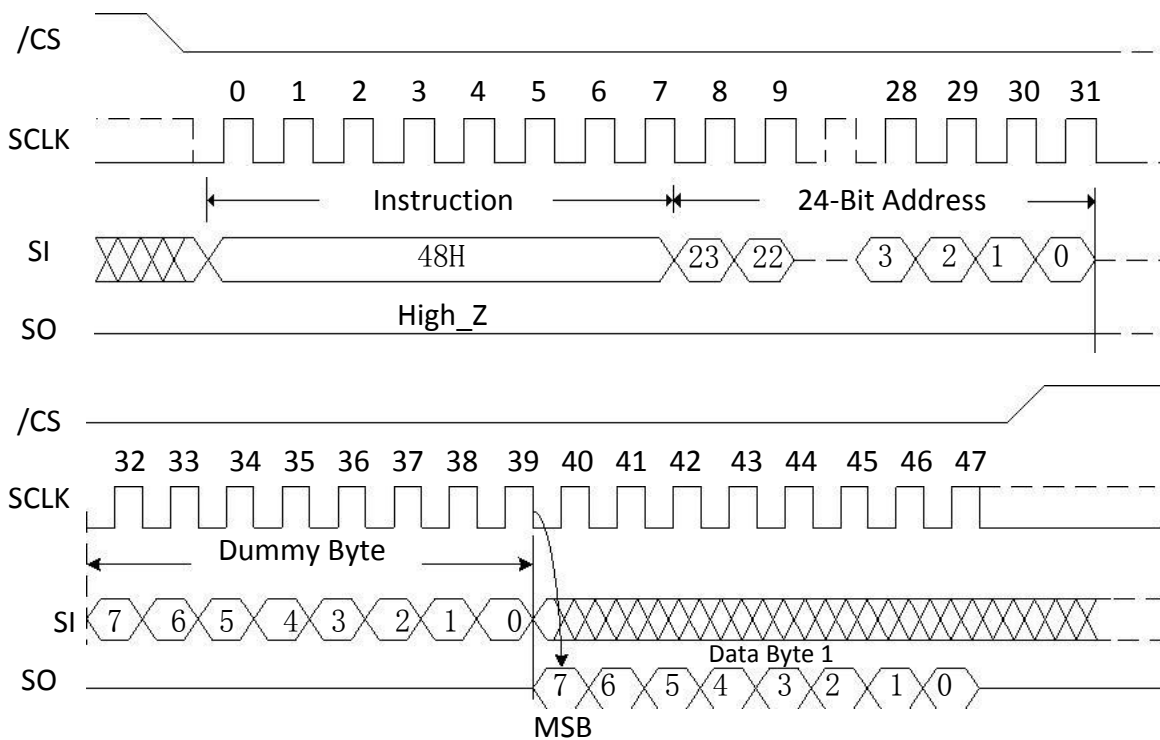 /CS
0 1 2 3 4 5 6 7 8 9 28 29 30 31
SCLK
Instruction 24-Bit Address
SI 48H 23 22 3 2 1 0
High_Z
SO
/CS
32 33 34 35 36 37 38 39 40 41 42 43 44 45 46 47
SCLK
Dummy Byte
SI 7 6 5 4 3 2 1 0
Data Byte 1
SO 7 6 5 4 3 2 1 0
MSB